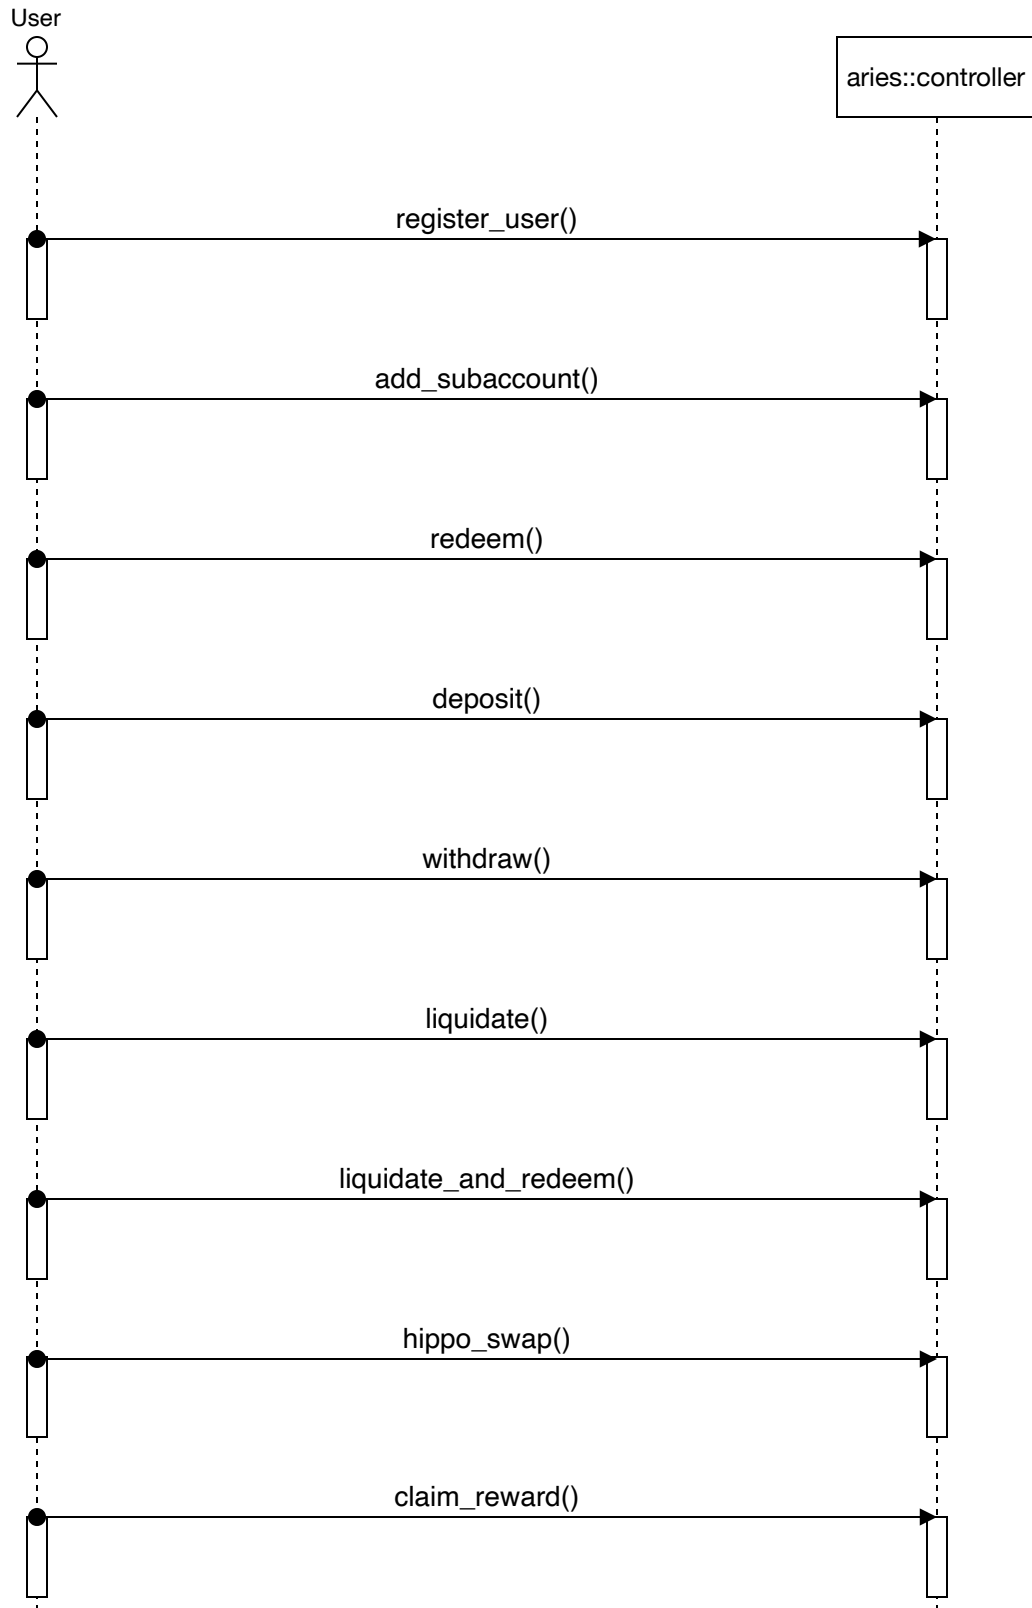 User
aries::controller
register_user()
add_subaccount()
redeem()
deposit()
withdraw()
liquidate()
liquidate_and_redeem()
hippo_swap()
claim_reward()